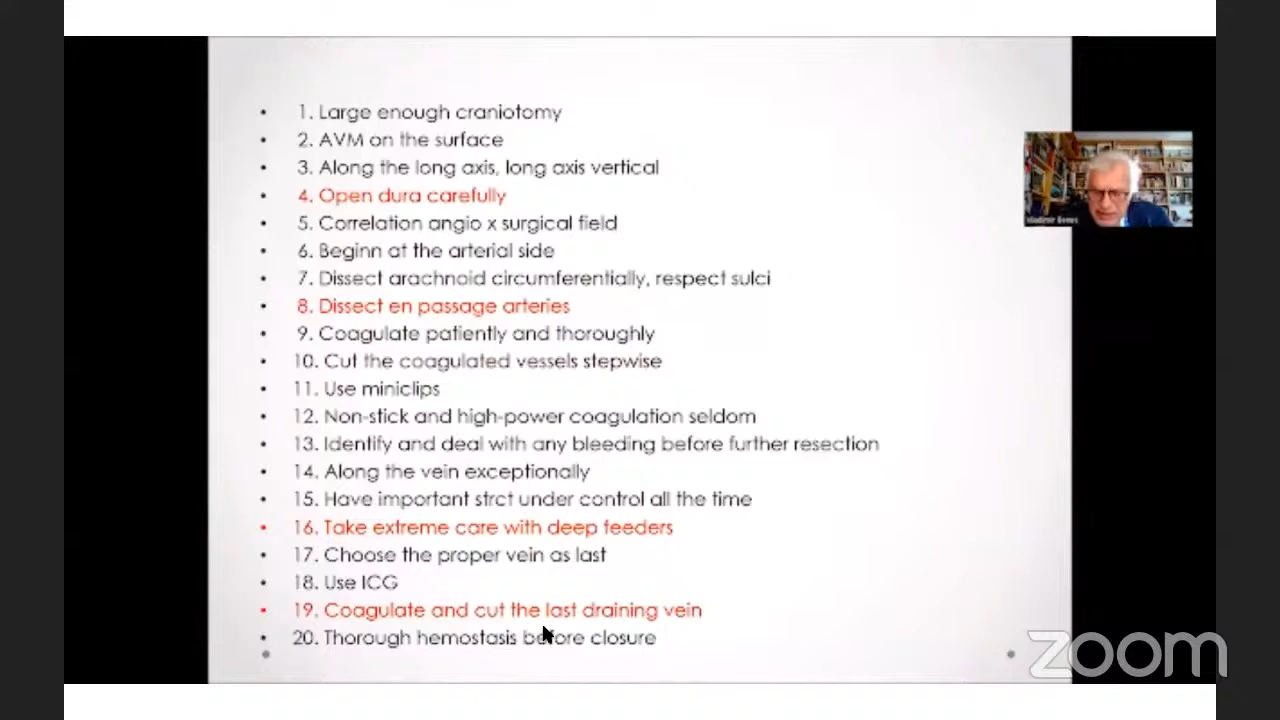 • 1. Large enough craniotomy
• 2. AVM on the surface
• 3. Along the long axis, long axis vertical
• 4. Open dura carefully
• 5. Correlation angio x surgical field
• 6. Beginn at the arterial side
• 7. Dissect arachnoid circumferentially, respect sulci
• 8. Dissect en passage arteries
• 9. Coagulate patiently and thoroughly
• 10. Cut the coagulated vessels stepwise
• 11. Use miniclips
• 12. Non-stick and high-power coagulation seldom
• 13. Identify and deal with any bleeding before further resection
• 14. Along the vein exceptionally
• 15. Have important strct under control all the time
• 16. Take extreme care with deep feeders
• 17. Choose the proper vein as last
• 18. Use ICG
• 19. Coagulate and cut the last draining vein
• 20. Thorough hemostasis before closure
Vladimir Benes
zoom